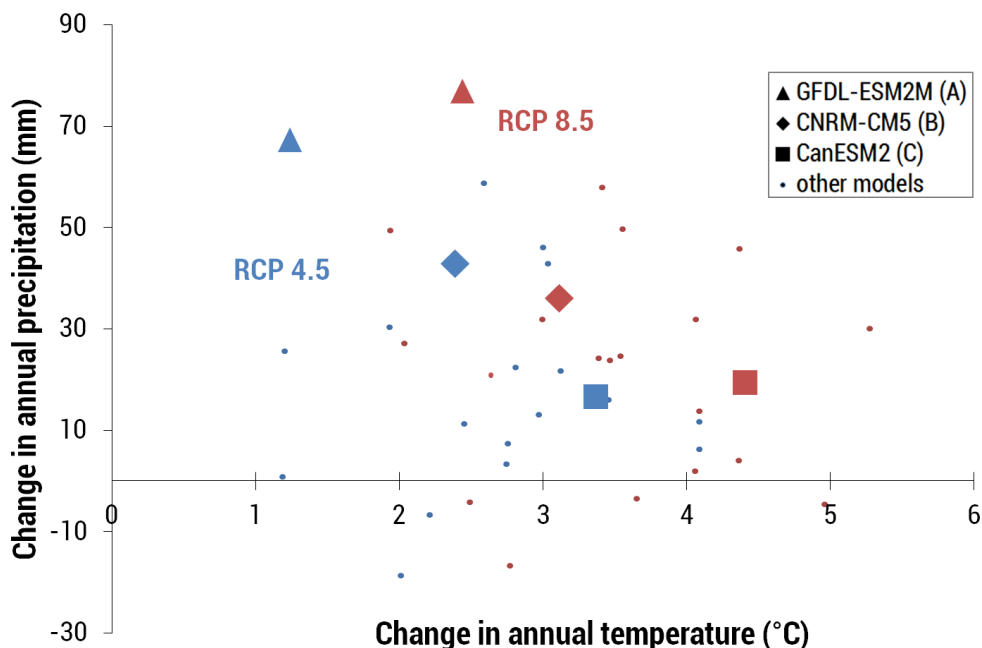 90
70
50
30
10
-10
-30
0
1
2
3
4
5
6
Change in annual precipitation (mm)
Change in annual temperature (°C)
RCP 8.5
RCP 4.5
GFDL-ESM2M (A)
CNRM-CM5 (B)
CanESM2 (C)
other models